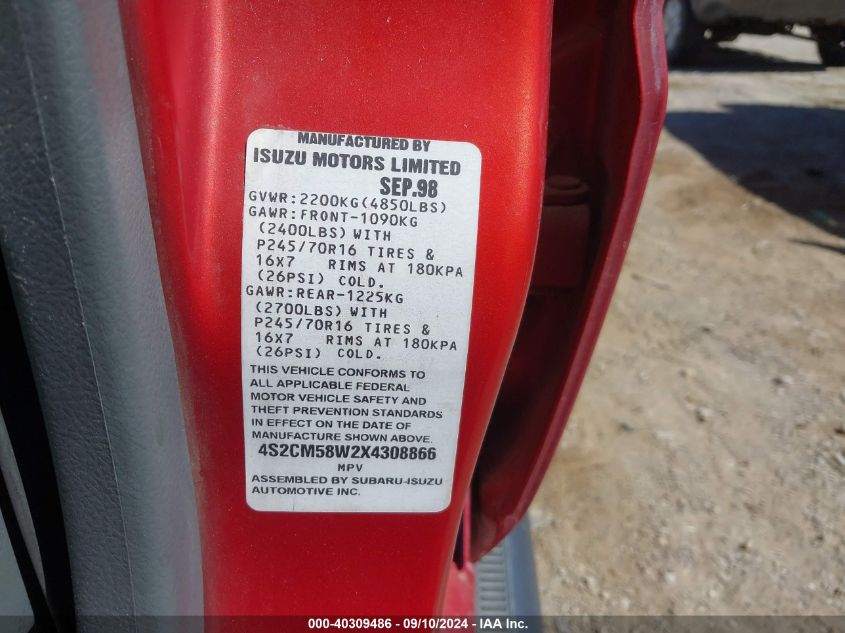 MANUFACTURED BY
ISUZU MOTORS LIMITED
SEP.98
GVWR:2200KG(4850LBS)
GAWR:FRONT-1090KG
(2400LBS) WITH
P245/70R16 TIRES &
16X7 RIMS AT 180KPA
(26PSI) COLD.
GAWR:REAR-1225KG
(2700LBS) WITH
P245/70R16 TIRES &
16X7 RIMS AT 180KPA
(26PSI) COLD.
THIS VEHICLE CONFORMS TO
ALL APPLICABLE FEDERAL
MOTOR VEHICLE SAFETY AND
THEFT PREVENTION STANDARDS
IN EFFECT ON THE DATE OF
MANUFACTURE SHOWN ABOVE.
4S2CM58W2X4308866
MPV
ASSEMBLED BY SUBARU-ISUZU
AUTOMOTIVE INC.
000-40309486 - 09/10/2024 - IAA Inc.